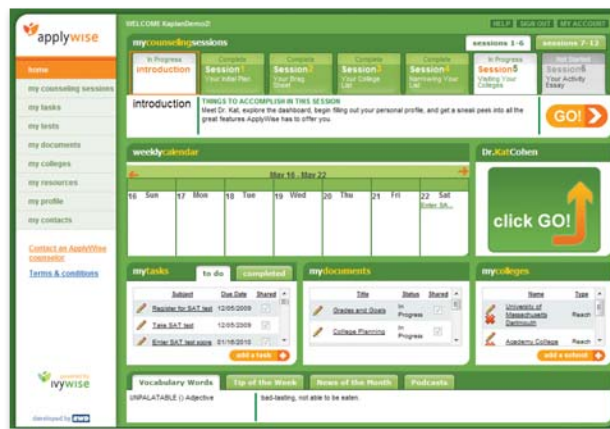 applywise
WELCOME KaplanDemo2!
HELP | SIGN OUT | MY ACCOUNT
mycounselingsessions
sessions 1-6
sessions 7-12
In Progress
introduction
Complete
Session1
Your Initial Plan
Complete
Session2
Your Brag
Sheet
Complete
Session3
Your College
List
Complete
Session4
Narrowing Your
List
In Progress
Session5
Visiting Your
Colleges
Not Started
Session6
Your Activity
Essay
introduction
THINGS TO ACCOMPLISH IN THIS SESSION
Meet Dr. Kat, explore the dashboard, begin filling out your personal profile, and get a sneak peek into all the
great features ApplyWise has to offer you.
GO!
home
my counseling sessions
my tasks
my tests
my documents
my colleges
my resources
my profile
my contacts
Contact an ApplyWise
counselor
Terms & conditions
powered by
ivywise
developed by
weeklycalendar
May 16 - May 22
16 Sun
17 Mon
18 Tue
19 Wed
20 Thu
21 Fri
22 Sat
Enter SA...
Dr.KatCohen
click GO!
mytasks
to do
completed
Subject Due Date Shared
Register for SAT test 12/05/2009
Take SAT test 12/05/2009
Enter SAT test score 01/16/2010
add a task
mydocuments
Title Status Shared
Grades and Goals In
Progress
College Planning In
Progress
mycolleges
Name Type
University of
Massachusetts
Dartmouth Reach
Academy College Reach
add a school
Vocabulary Words
Tip of the Week
News of the Month
Podcasts
UNPALATABLE () Adjective
bad-tasting, not able to be eaten.